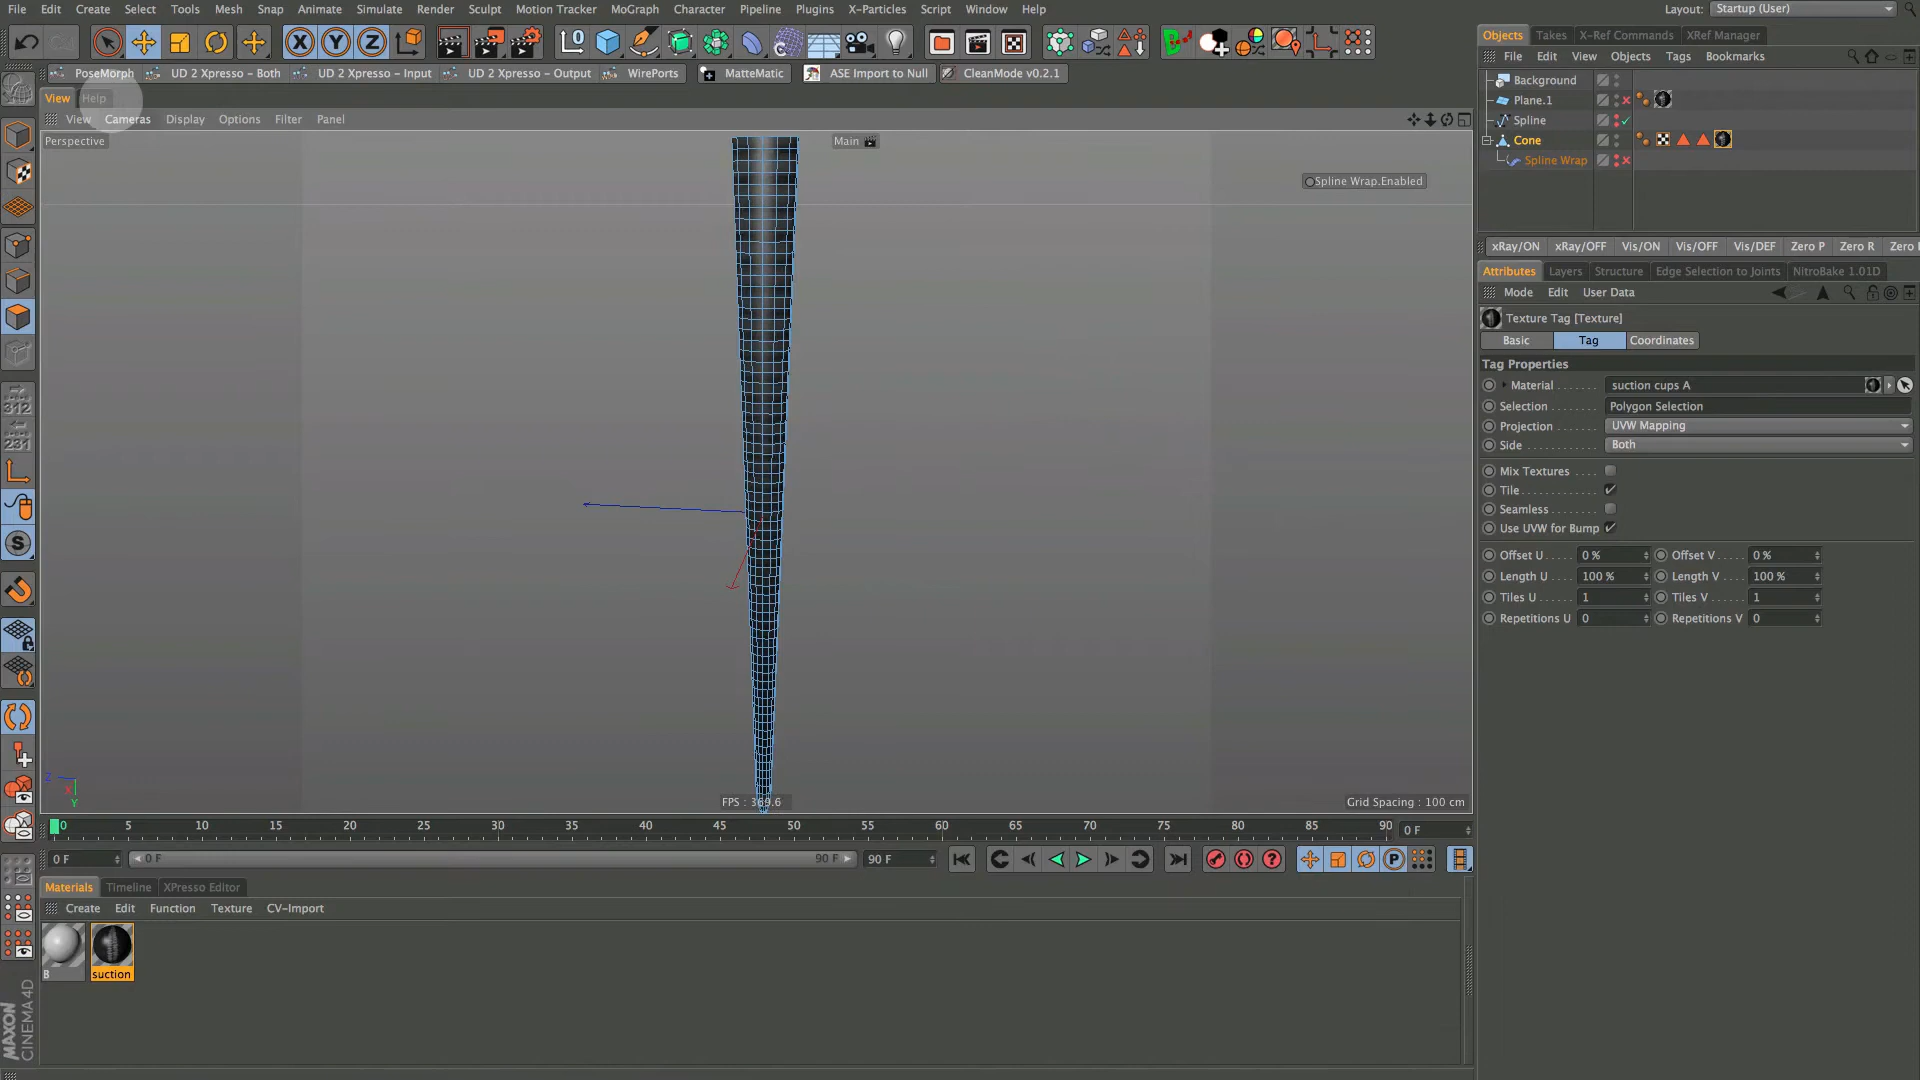 File Edit Create Select Tools Mesh Snap Animate Simulate Render Sculpt Motion Tracker MoGraph Character Pipeline Plugins X-Particles Script Window Help Layout: Startup (User)
PoseMorph UD 2 Xpresso - Both UD 2 Xpresso - Input UD 2 Xpresso - Output WirePorts MatteMatic ASE Import to Null CleanMode v0.2.1
View Help
View Cameras Display Options Filter Panel
Perspective Main
Spline Wrap.Enabled
X Y Z
312
231
S
Z X Y
FPS : 369.6 Grid Spacing : 100 cm
0 5 10 15 20 25 30 35 40 45 50 55 60 65 70 75 80 85 90 0 F
0 F 0 F 90 F 90 F P
Materials Timeline XPresso Editor
Create Edit Function Texture CV-Import
B suction
MAXON
CINEMA 4D
Objects Takes X-Ref Commands XRef Manager
File Edit View Objects Tags Bookmarks
Background
Plane.1
Spline
Cone
Spline Wrap
xRay/ON xRay/OFF Vis/ON Vis/OFF Vis/DEF Zero P Zero R Zero
Attributes Layers Structure Edge Selection to Joints NitroBake 1.01D
Mode Edit User Data
Texture Tag [Texture]
Basic Tag Coordinates
Tag Properties
Material suction cups A
Selection Polygon Selection
Projection UVW Mapping
Side Both
Mix Textures
Tile
Seamless
Use UVW for Bump
Offset U 0 % Offset V 0 %
Length U 100 % Length V 100 %
Tiles U 1 Tiles V 1
Repetitions U 0 Repetitions V 0